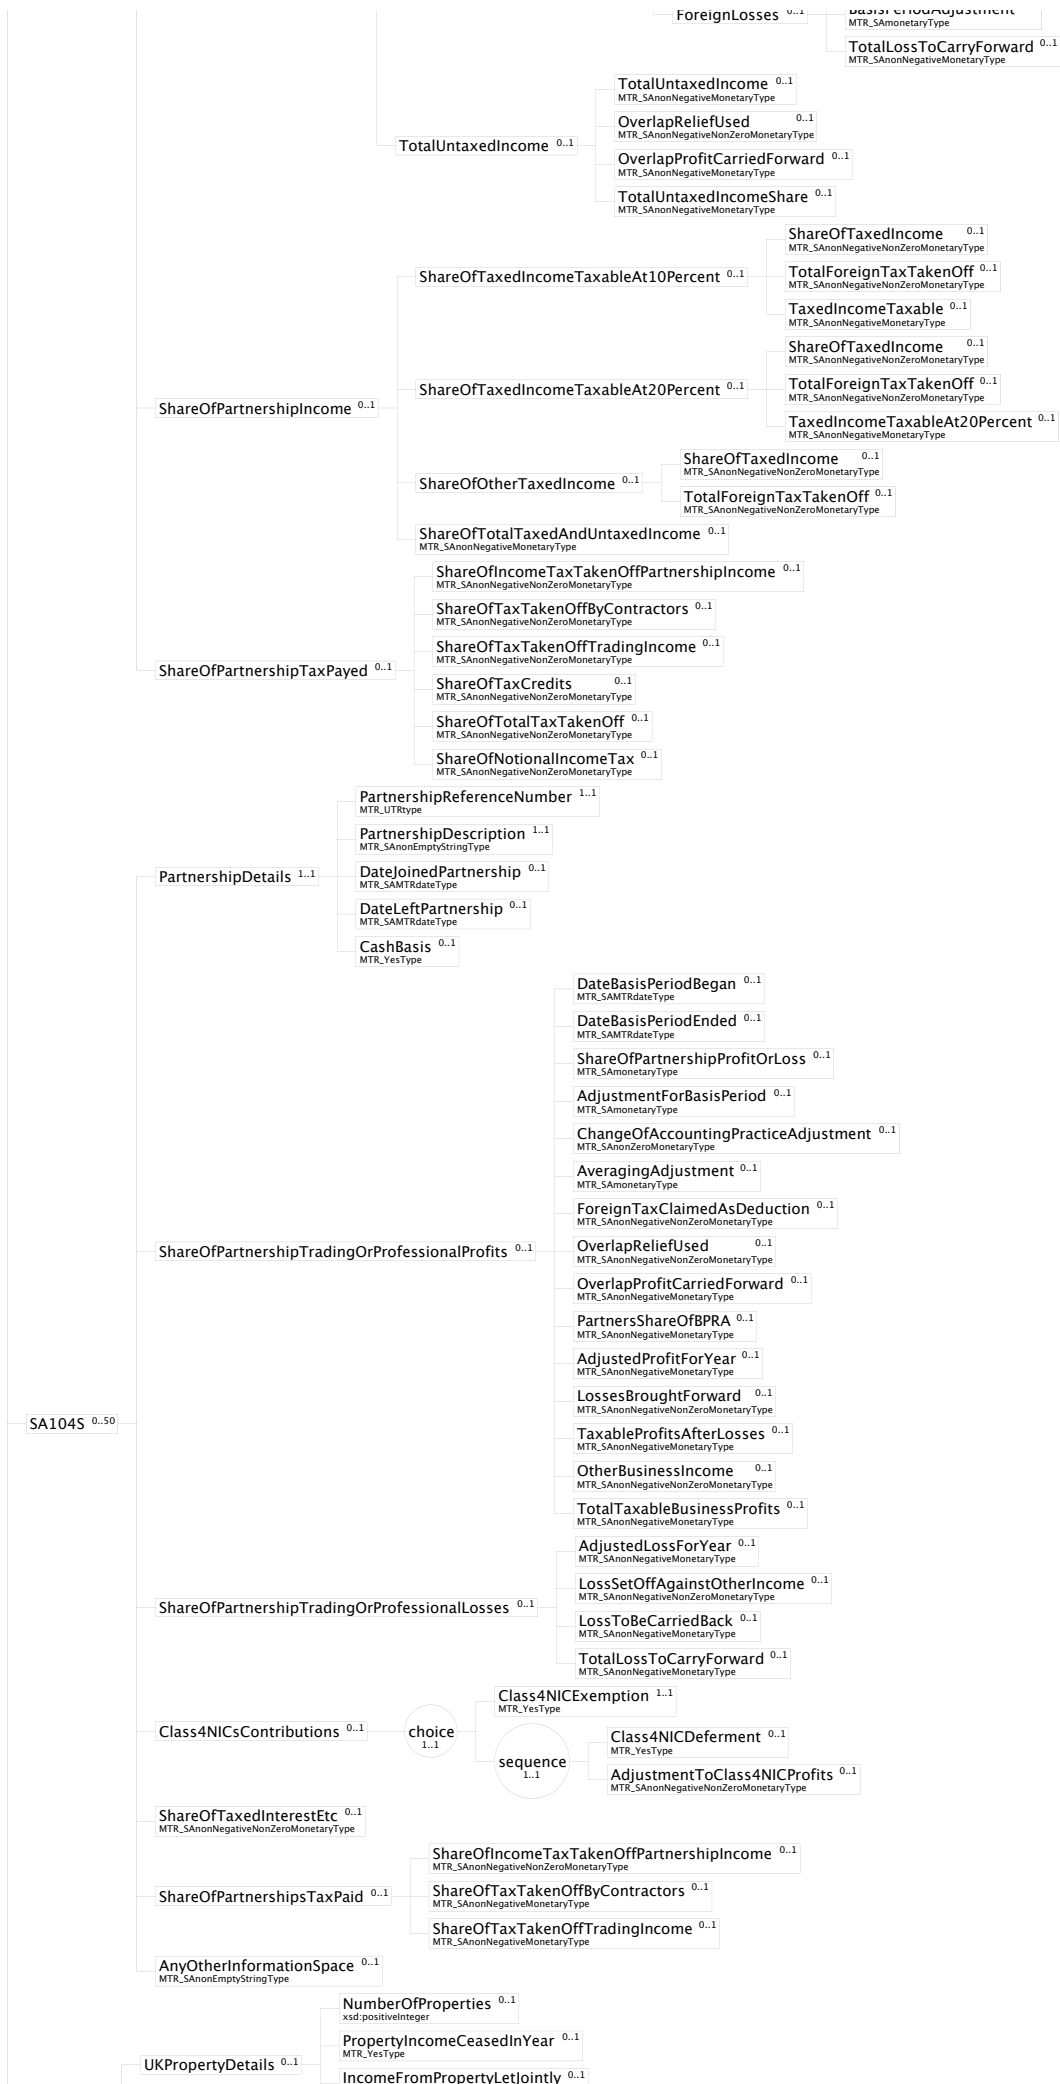 ForeignLosses 0..1
BasisPeriodAdjustment
MTR_SAmonetaryType
TotalLossToCarryForward 0..1
MTR_SAnonNegativeMonetaryType
TotalUntaxedIncome 0..1
TotalUntaxedIncome 0..1
MTR_SAnonNegativeMonetaryType
OverlapReliefUsed 0..1
MTR_SAnonNegativeNonZeroMonetaryType
OverlapProfitCarriedForward 0..1
MTR_SAnonNegativeMonetaryType
TotalUntaxedIncomeShare 0..1
MTR_SAnonNegativeMonetaryType
ShareOfPartnershipIncome 0..1
ShareOfTaxedIncomeTaxableAt10Percent 0..1
ShareOfTaxedIncome 0..1
MTR_SAnonNegativeNonZeroMonetaryType
TotalForeignTaxTakenOff 0..1
MTR_SAnonNegativeNonZeroMonetaryType
TaxedIncomeTaxable 0..1
MTR_SAnonNegativeMonetaryType
ShareOfTaxedIncomeTaxableAt20Percent 0..1
ShareOfTaxedIncome 0..1
MTR_SAnonNegativeNonZeroMonetaryType
TotalForeignTaxTakenOff 0..1
MTR_SAnonNegativeNonZeroMonetaryType
TaxedIncomeTaxableAt20Percent 0..1
MTR_SAnonNegativeMonetaryType
ShareOfOtherTaxedIncome 0..1
ShareOfTaxedIncome 0..1
MTR_SAnonNegativeNonZeroMonetaryType
TotalForeignTaxTakenOff 0..1
MTR_SAnonNegativeNonZeroMonetaryType
ShareOfTotalTaxedAndUntaxedIncome 0..1
MTR_SAnonNegativeMonetaryType
ShareOfPartnershipTaxPayed 0..1
ShareOfIncomeTaxTakenOffPartnershipIncome 0..1
MTR_SAnonNegativeNonZeroMonetaryType
ShareOfTaxTakenOffByContractors 0..1
MTR_SAnonNegativeNonZeroMonetaryType
ShareOfTaxTakenOffTradingIncome 0..1
MTR_SAnonNegativeNonZeroMonetaryType
ShareOfTaxCredits 0..1
MTR_SAnonNegativeNonZeroMonetaryType
ShareOfTotalTaxTakenOff 0..1
MTR_SAnonNegativeNonZeroMonetaryType
ShareOfNotionalIncomeTax 0..1
MTR_SAnonNegativeNonZeroMonetaryType
SA104S 0..50
PartnershipDetails 1..1
PartnershipReferenceNumber 1..1
MTR_UTRtype
PartnershipDescription 1..1
MTR_SAnonEmptyStringType
DateJoinedPartnership 0..1
MTR_SAMTRdateType
DateLeftPartnership 0..1
MTR_SAMTRdateType
CashBasis 0..1
MTR_YesType
ShareOfPartnershipTradingOrProfessionalProfits 0..1
DateBasisPeriodBegan 0..1
MTR_SAMTRdateType
DateBasisPeriodEnded 0..1
MTR_SAMTRdateType
ShareOfPartnershipProfitOrLoss 0..1
MTR_SAmonetaryType
AdjustmentForBasisPeriod 0..1
MTR_SAmonetaryType
ChangeOfAccountingPracticeAdjustment 0..1
MTR_SAnonZeroMonetaryType
AveragingAdjustment 0..1
MTR_SAmonetaryType
ForeignTaxClaimedAsDeduction 0..1
MTR_SAnonNegativeNonZeroMonetaryType
OverlapReliefUsed 0..1
MTR_SAnonNegativeNonZeroMonetaryType
OverlapProfitCarriedForward 0..1
MTR_SAnonNegativeMonetaryType
PartnersShareOfBPRA 0..1
MTR_SAnonNegativeMonetaryType
AdjustedProfitForYear 0..1
MTR_SAnonNegativeMonetaryType
LossesBroughtForward 0..1
MTR_SAnonNegativeNonZeroMonetaryType
TaxableProfitsAfterLosses 0..1
MTR_SAnonNegativeMonetaryType
OtherBusinessIncome 0..1
MTR_SAnonNegativeNonZeroMonetaryType
TotalTaxableBusinessProfits 0..1
MTR_SAnonNegativeMonetaryType
ShareOfPartnershipTradingOrProfessionalLosses 0..1
AdjustedLossForYear 0..1
MTR_SAnonNegativeMonetaryType
LossSetOffAgainstOtherIncome 0..1
MTR_SAnonNegativeNonZeroMonetaryType
LossToBeCarriedBack 0..1
MTR_SAnonNegativeMonetaryType
TotalLossToCarryForward 0..1
MTR_SAnonNegativeMonetaryType
Class4NICsContributions 0..1
choice
1..1
Class4NICExemption 1..1
MTR_YesType
sequence
1..1
Class4NICDeferment 0..1
MTR_YesType
AdjustmentToClass4NICProfits 0..1
MTR_SAnonNegativeNonZeroMonetaryType
ShareOfTaxedInterestEtc 0..1
MTR_SAnonNegativeNonZeroMonetaryType
ShareOfPartnershipsTaxPaid 0..1
ShareOfIncomeTaxTakenOffPartnershipIncome 0..1
MTR_SAnonNegativeNonZeroMonetaryType
ShareOfTaxTakenOffByContractors 0..1
MTR_SAnonNegativeMonetaryType
ShareOfTaxTakenOffTradingIncome 0..1
MTR_SAnonNegativeMonetaryType
AnyOtherInformationSpace 0..1
MTR_SAnonEmptyStringType
UKPropertyDetails 0..1
NumberOfProperties 0..1
xsd:positiveInteger
PropertyIncomeCeasedInYear 0..1
MTR_YesType
IncomeFromPropertyLetJointly 0..1